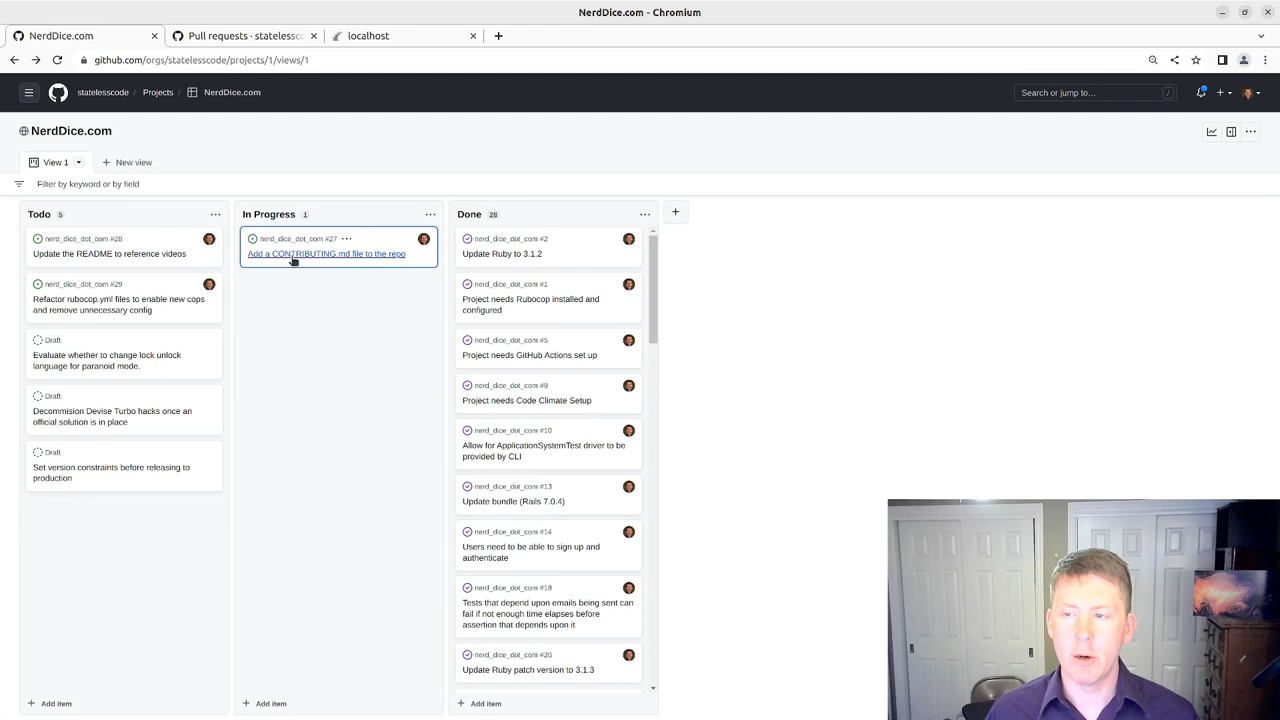 NerdDice.com - Chromium
NerdDice.com
Pull requests · statelessco
localhost
github.com/orgs/statelesscode/projects/1/views/1
statelesscode / Projects / NerdDice.com
Search or jump to…
/
NerdDice.com
View 1
New view
Filter by keyword or by field
Todo 5
nerd_dice_dot_com #28
Update the README to reference videos
nerd_dice_dot_com #29
Refactor rubocop.yml files to enable new cops
and remove unnecessary config
Draft
Evaluate whether to change lock unlock
language for paranoid mode.
Draft
Decommision Devise Turbo hacks once an
official solution is in place
Draft
Set version constraints before releasing to
production
Add item
In Progress 1
nerd_dice_dot_com #27
Add a CONTRIBUTING.md file to the repo
Add item
Done 28
nerd_dice_dot_com #2
Update Ruby to 3.1.2
nerd_dice_dot_com #1
Project needs Rubocop installed and
configured
nerd_dice_dot_com #5
Project needs GitHub Actions set up
nerd_dice_dot_com #9
Project needs Code Climate Setup
nerd_dice_dot_com #10
Allow for ApplicationSystemTest driver to be
provided by CLI
nerd_dice_dot_com #13
Update bundle (Rails 7.0.4)
nerd_dice_dot_com #14
Users need to be able to sign up and
authenticate
nerd_dice_dot_com #18
Tests that depend upon emails being sent can
fail if not enough time elapses before
assertion that depends upon it
nerd_dice_dot_com #20
Update Ruby patch version to 3.1.3
Add item